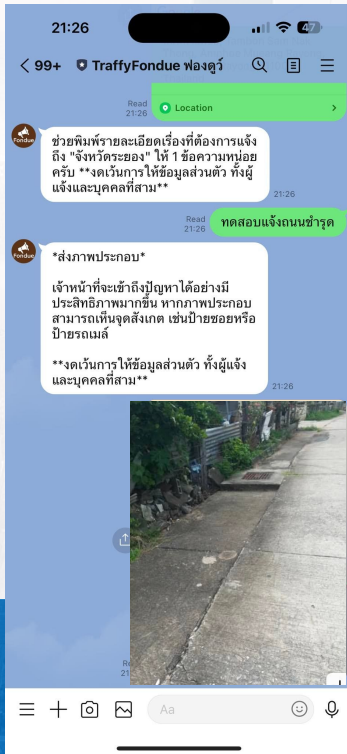 21:26
47
99+ TraffyFondue ฟองดูว์
Read
21:26
Location
Fondue
ช่วยพิมพ์รายละเอียดเรื่องที่ต้องการแจ้ง
ถึง "จังหวัดระยอง" ให้ 1 ข้อความหน่อย
ครับ **งดเว้นการให้ข้อมูลส่วนตัว ทั้งผู้
แจ้งและบุคคลที่สาม**
21:26
Read
21:26
ทดสอบแจ้งถนนชำรุด
Fondue
*ส่งภาพประกอบ*
เจ้าหน้าที่จะเข้าถึงปัญหาได้อย่างมี
ประสิทธิภาพมากขึ้น หากภาพประกอบ
สามารถเห็นจุดสังเกต เช่นป้ายซอยหรือ
ป้ายรถเมล์
**งดเว้นการให้ข้อมูลส่วนตัว ทั้งผู้แจ้ง
และบุคคลที่สาม**
21:26
Aa